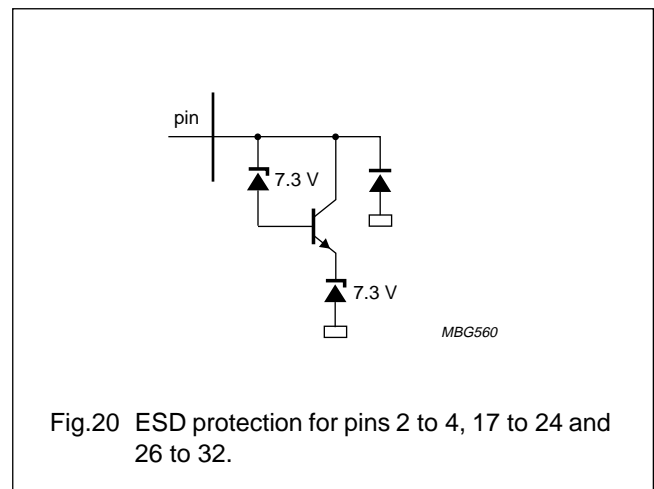 pin
7.3 V
7.3 V
MBG560
Fig.20 ESD protection for pins 2 to 4, 17 to 24 and
26 to 32.